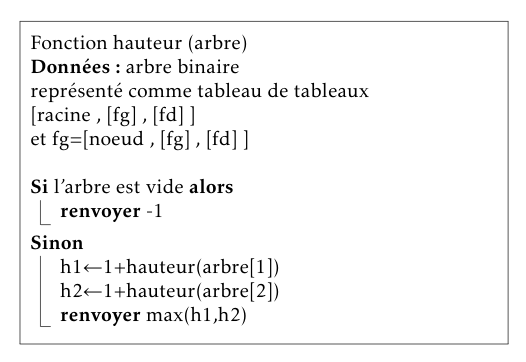 Fonction hauteur (arbre)
Données : arbre binaire
représenté comme tableau de tableaux
[racine , [fg] , [fd] ]
et fg=[noeud , [fg] , [fd] ]
Si l'arbre est vide alors
renvoyer -1
Sinon
h1←1+hauteur(arbre[1])
h2←1+hauteur(arbre[2])
renvoyer max(h1,h2)